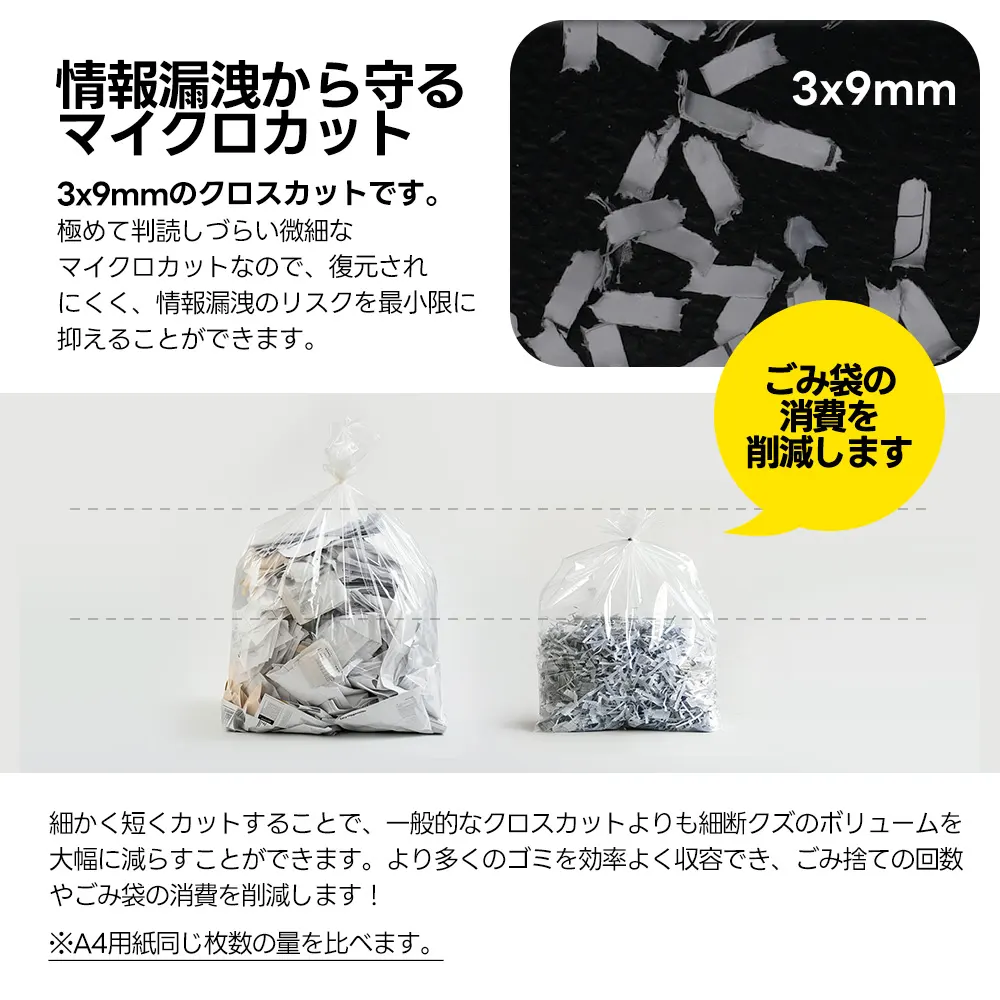 情報漏洩から守る
マイクロカット
3x9mmのクロスカットです。
極めて判読しづらい微細な
マイクロカットなので、復元され
にくく、情報漏洩のリスクを最小限に
抑えることができます。
3x9mm
ごみ袋の
消費を
削減します
細かく短くカットすることで、一般的なクロスカットよりも細断クズのボリュームを
大幅に減らすことができます。より多くのゴミを効率よく収容でき、ごみ捨ての回数
やごみ袋の消費を削減します！
※A4用紙同じ枚数の量を比べます。